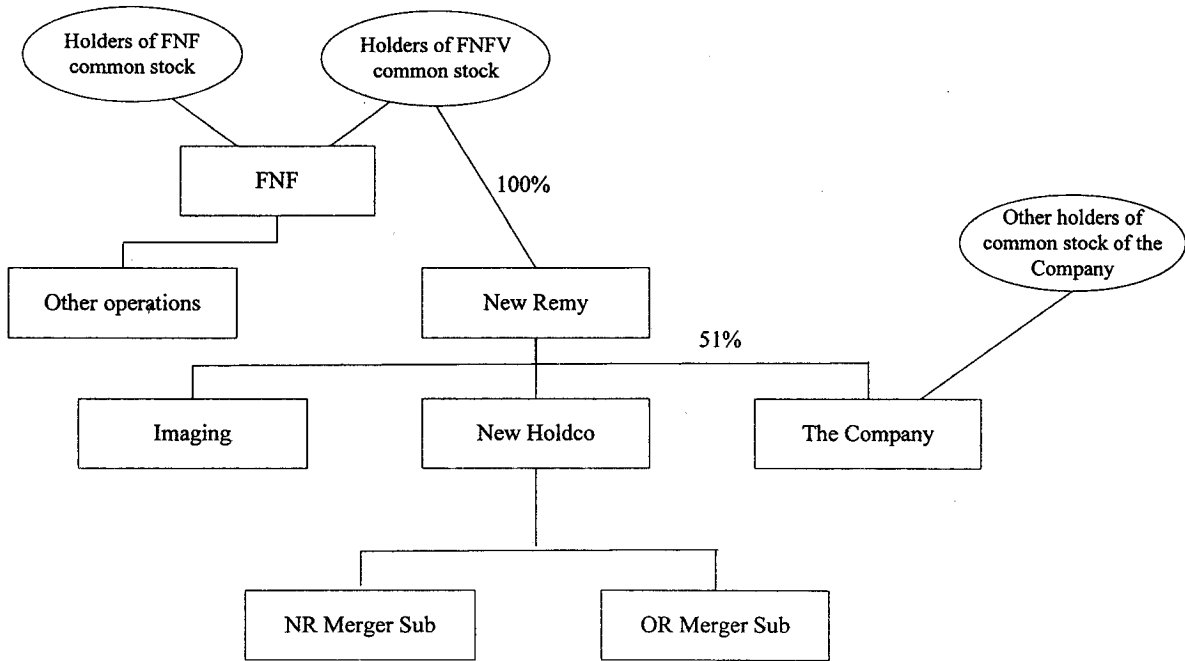 Holders of FNF
common stock
Holders of FNFV
common stock
FNF
100%
Other holders of
common stock of the
Company
Other operations
New Remy
51%
Imaging
New Holdco
The Company
NR Merger Sub
OR Merger Sub